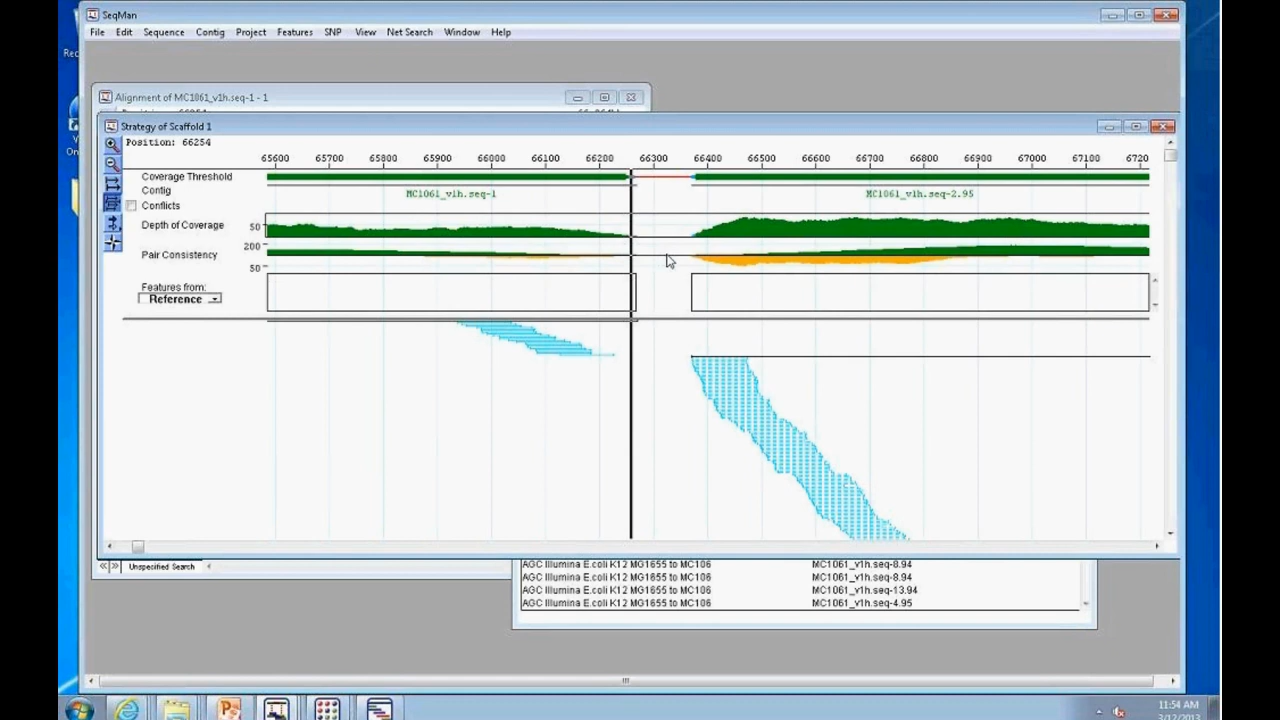 SeqMan
File Edit Sequence Contig Project Features SNP View Net Search Window Help
Rec
Alignment of MC1061_v1h.seq-1 - 1
Strategy of Scaffold 1
Position: 66254
65600 65700 65800 65900 66000 66100 66200 66300 66400 66500 66600 66700 66800 66900 67000 67100 6720
Coverage Threshold
Contig
MC1061_v1h.seq-1 MC1061_v1h.seq-2.95
Conflicts
Depth of Coverage 50
200
Pair Consistency
50
Features from:
Reference
Unspecified Search
AGC Illumina E.coli K12 MG1655 to MC106 MC1061_v1h.seq-8.94
AGC Illumina E.coli K12 MG1655 to MC106 MC1061_v1h.seq-8.94
AGC Illumina E.coli K12 MG1655 to MC106 MC1061_v1h.seq-13.94
AGC Illumina E.coli K12 MG1655 to MC106 MC1061_v1h.seq-4.95
11:54 AM
3/12/2013